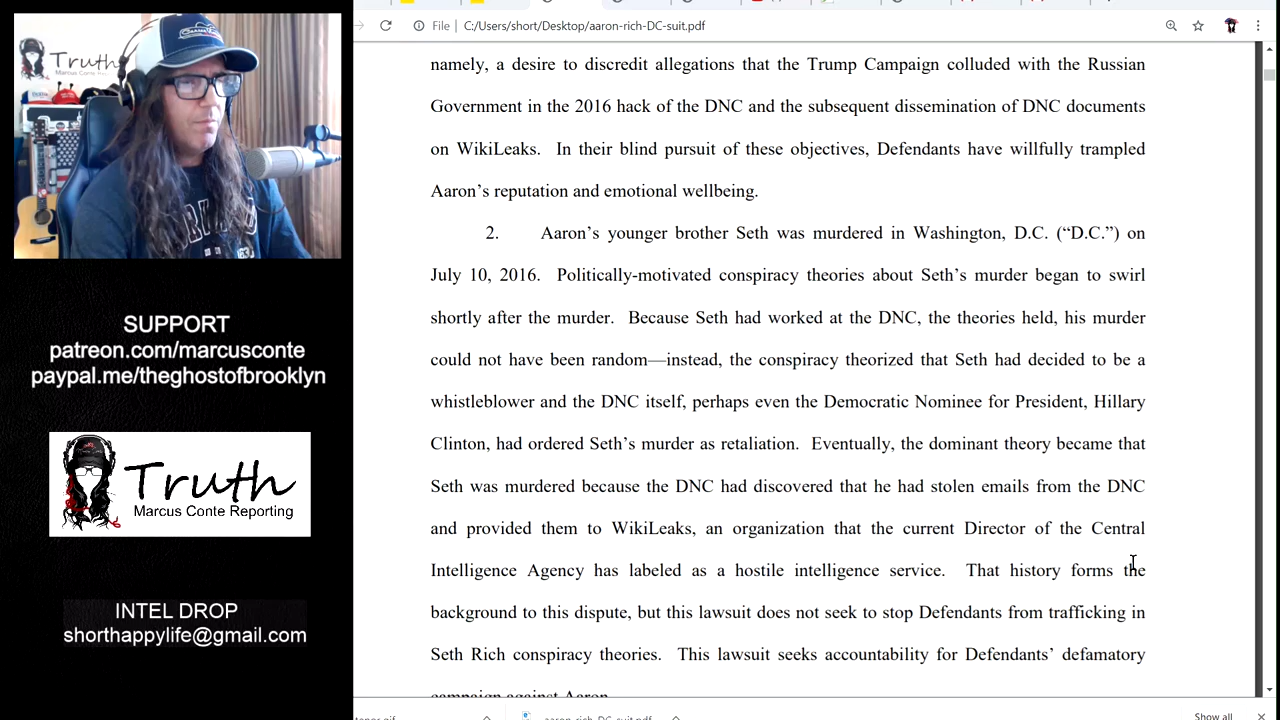 File
C:/Users/short/Desktop/aaron-rich-DC-suit.pdf
Truth
namely, a desire to discredit allegations that the Trump Campaign colluded with the Russian
Government in the 2016 hack of the DNC and the subsequent dissemination of DNC documents
on WikiLeaks. In their blind pursuit of these objectives, Defendants have willfully trampled
Aaron’s reputation and emotional wellbeing.
2. Aaron’s younger brother Seth was murdered in Washington, D.C. (“D.C.”) on
July 10, 2016. Politically-motivated conspiracy theories about Seth’s murder began to swirl
shortly after the murder. Because Seth had worked at the DNC, the theories held, his murder
could not have been random—instead, the conspiracy theorized that Seth had decided to be a
whistleblower and the DNC itself, perhaps even the Democratic Nominee for President, Hillary
Clinton, had ordered Seth’s murder as retaliation. Eventually, the dominant theory became that
Seth was murdered because the DNC had discovered that he had stolen emails from the DNC
and provided them to WikiLeaks, an organization that the current Director of the Central
Intelligence Agency has labeled as a hostile intelligence service. That history forms the
background to this dispute, but this lawsuit does not seek to stop Defendants from trafficking in
Seth Rich conspiracy theories. This lawsuit seeks accountability for Defendants’ defamatory
campaign against Aaron.
SUPPORT
patreon.com/marcusconte
paypal.me/theghostofbrooklyn
Truth
Marcus Conte Reporting
INTEL DROP
shorthappylife@gmail.com
aaron-rich-DC-suit.pdf
Show all